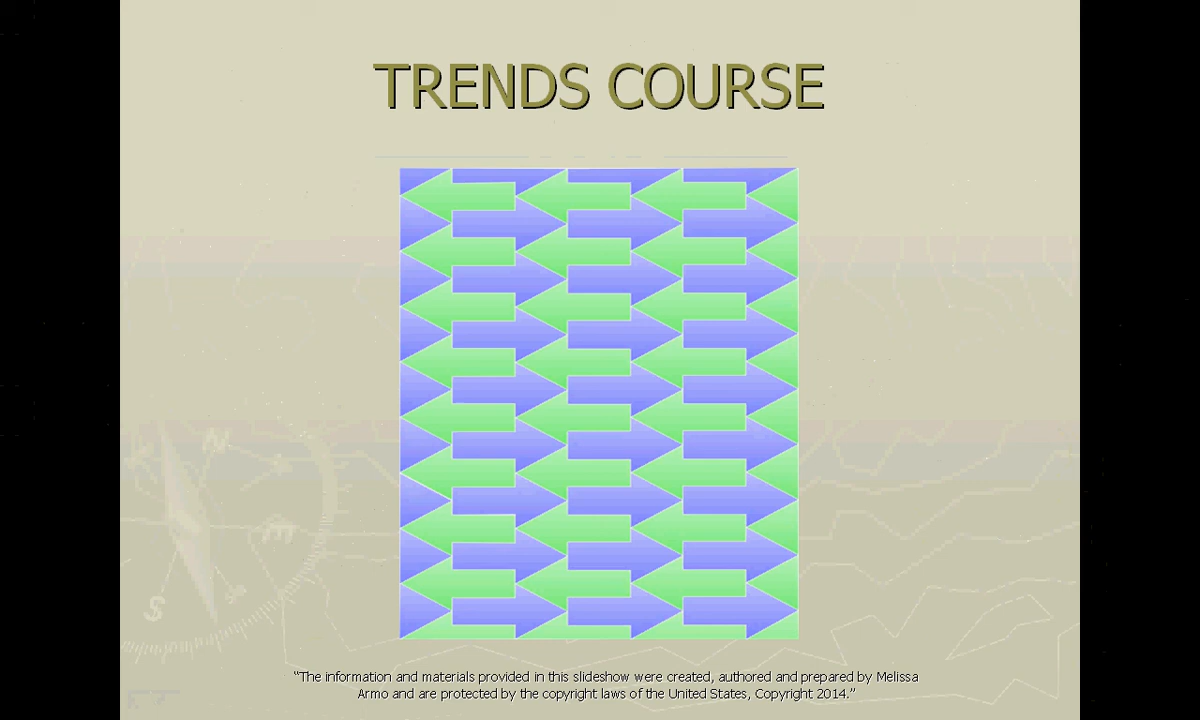 TRENDS COURSE
N
S
“The information and materials provided in this slideshow were created, authored and prepared by Melissa
Armo and are protected by the copyright laws of the United States, Copyright 2014.”